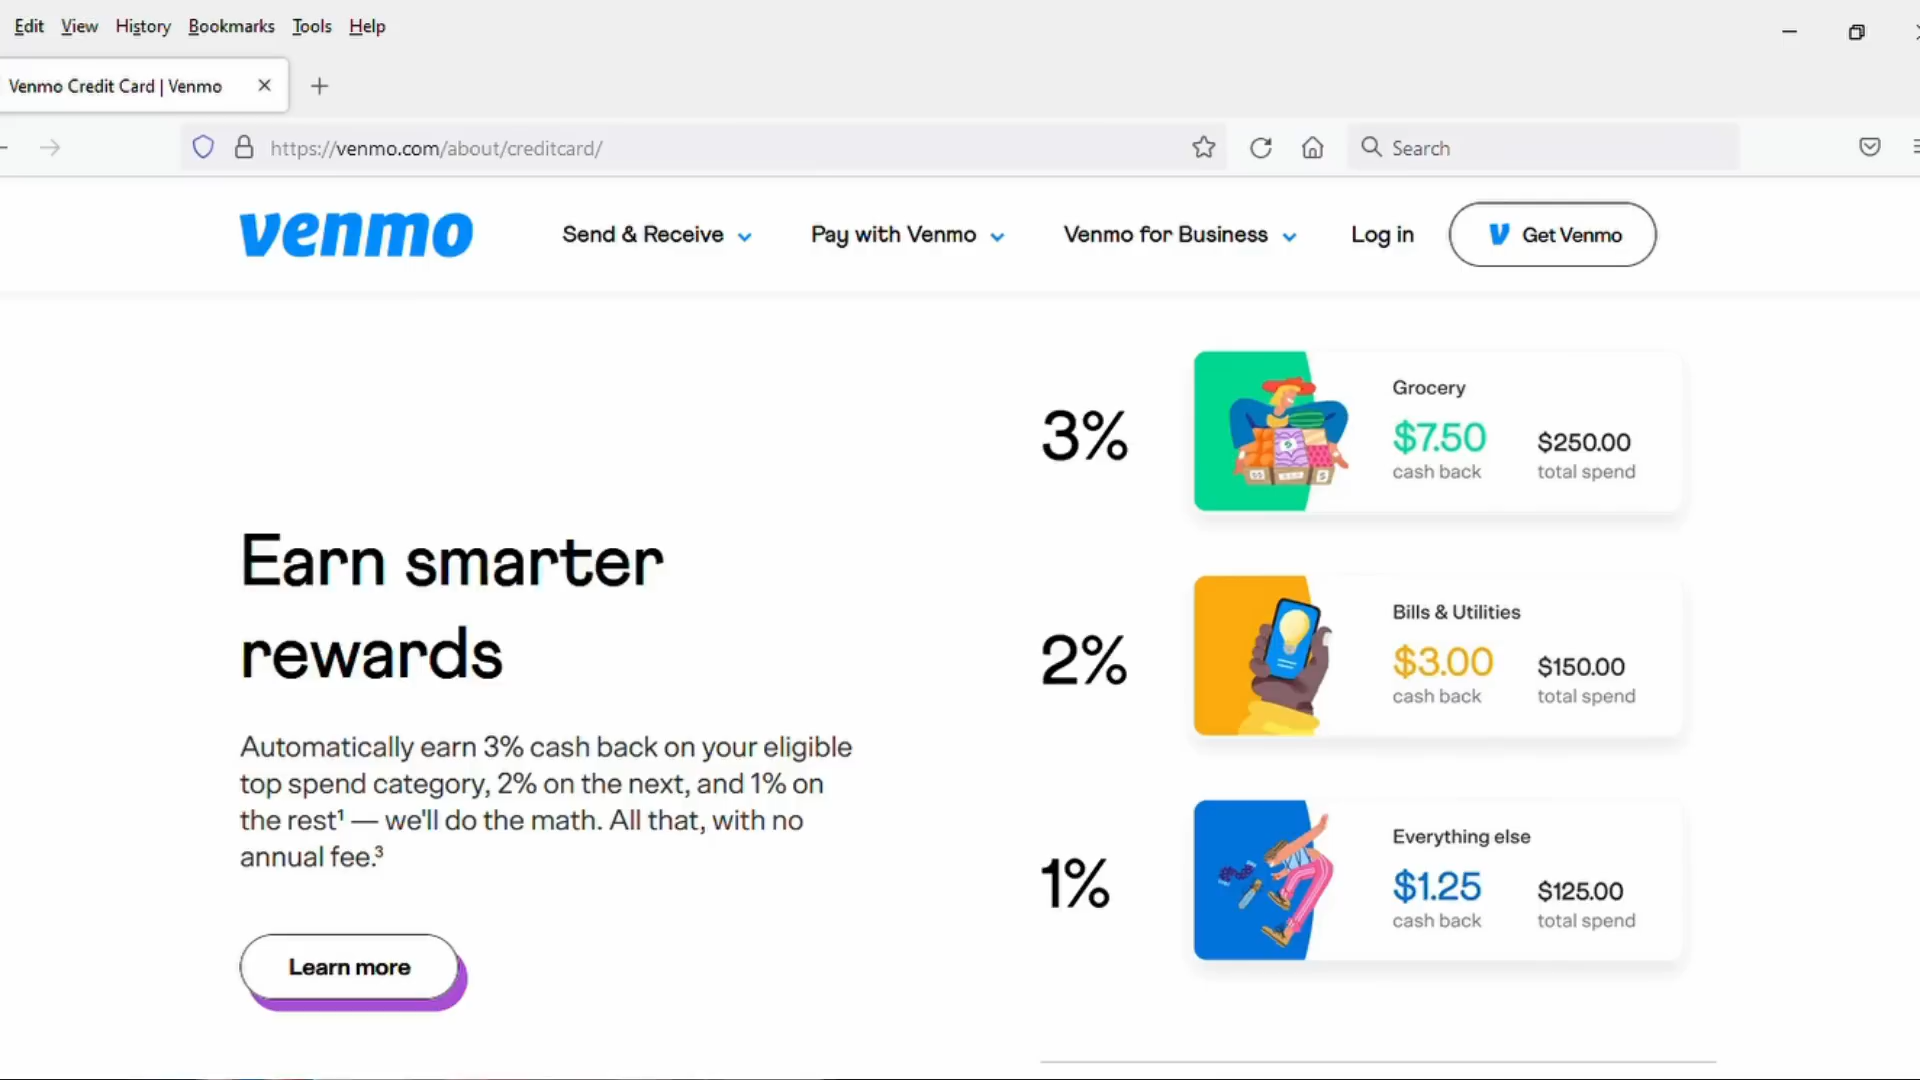 Edit View History Bookmarks Tools Help
Venmo Credit Card | Venmo
https://venmo.com/about/creditcard/
Search
venmo
Send & Receive
Pay with Venmo
Venmo for Business
Log in
Get Venmo
3%
Grocery
$7.50
$250.00
cash back
total spend
Earn smarter
rewards
2%
Bills & Utilities
$3.00
$150.00
cash back
total spend
Automatically earn 3% cash back on your eligible
top spend category, 2% on the next, and 1% on
the rest¹ — we'll do the math. All that, with no
annual fee.³
1%
Everything else
$1.25
$125.00
cash back
total spend
Learn more